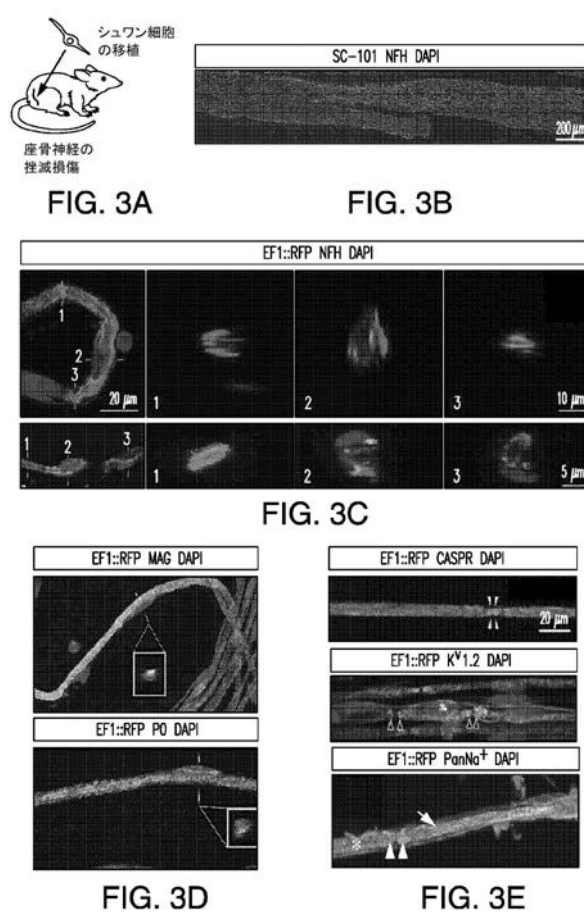 シュワン細胞
の移植
座骨神経の
挫滅損傷
FIG. 3A
SC-101 NFH DAPI
200 μm
FIG. 3B
EF1::RFP NFH DAPI
1
2
3
20 μm
1
2
3
10 μm
1
2
3
1
2
3
5 μm
FIG. 3C
EF1::RFP MAG DAPI
EF1::RFP PO DAPI
FIG. 3D
EF1::RFP CASPR DAPI
20 μm
EF1::RFP Kᵛ1.2 DAPI
EF1::RFP PanNa⁺ DAPI
FIG. 3E